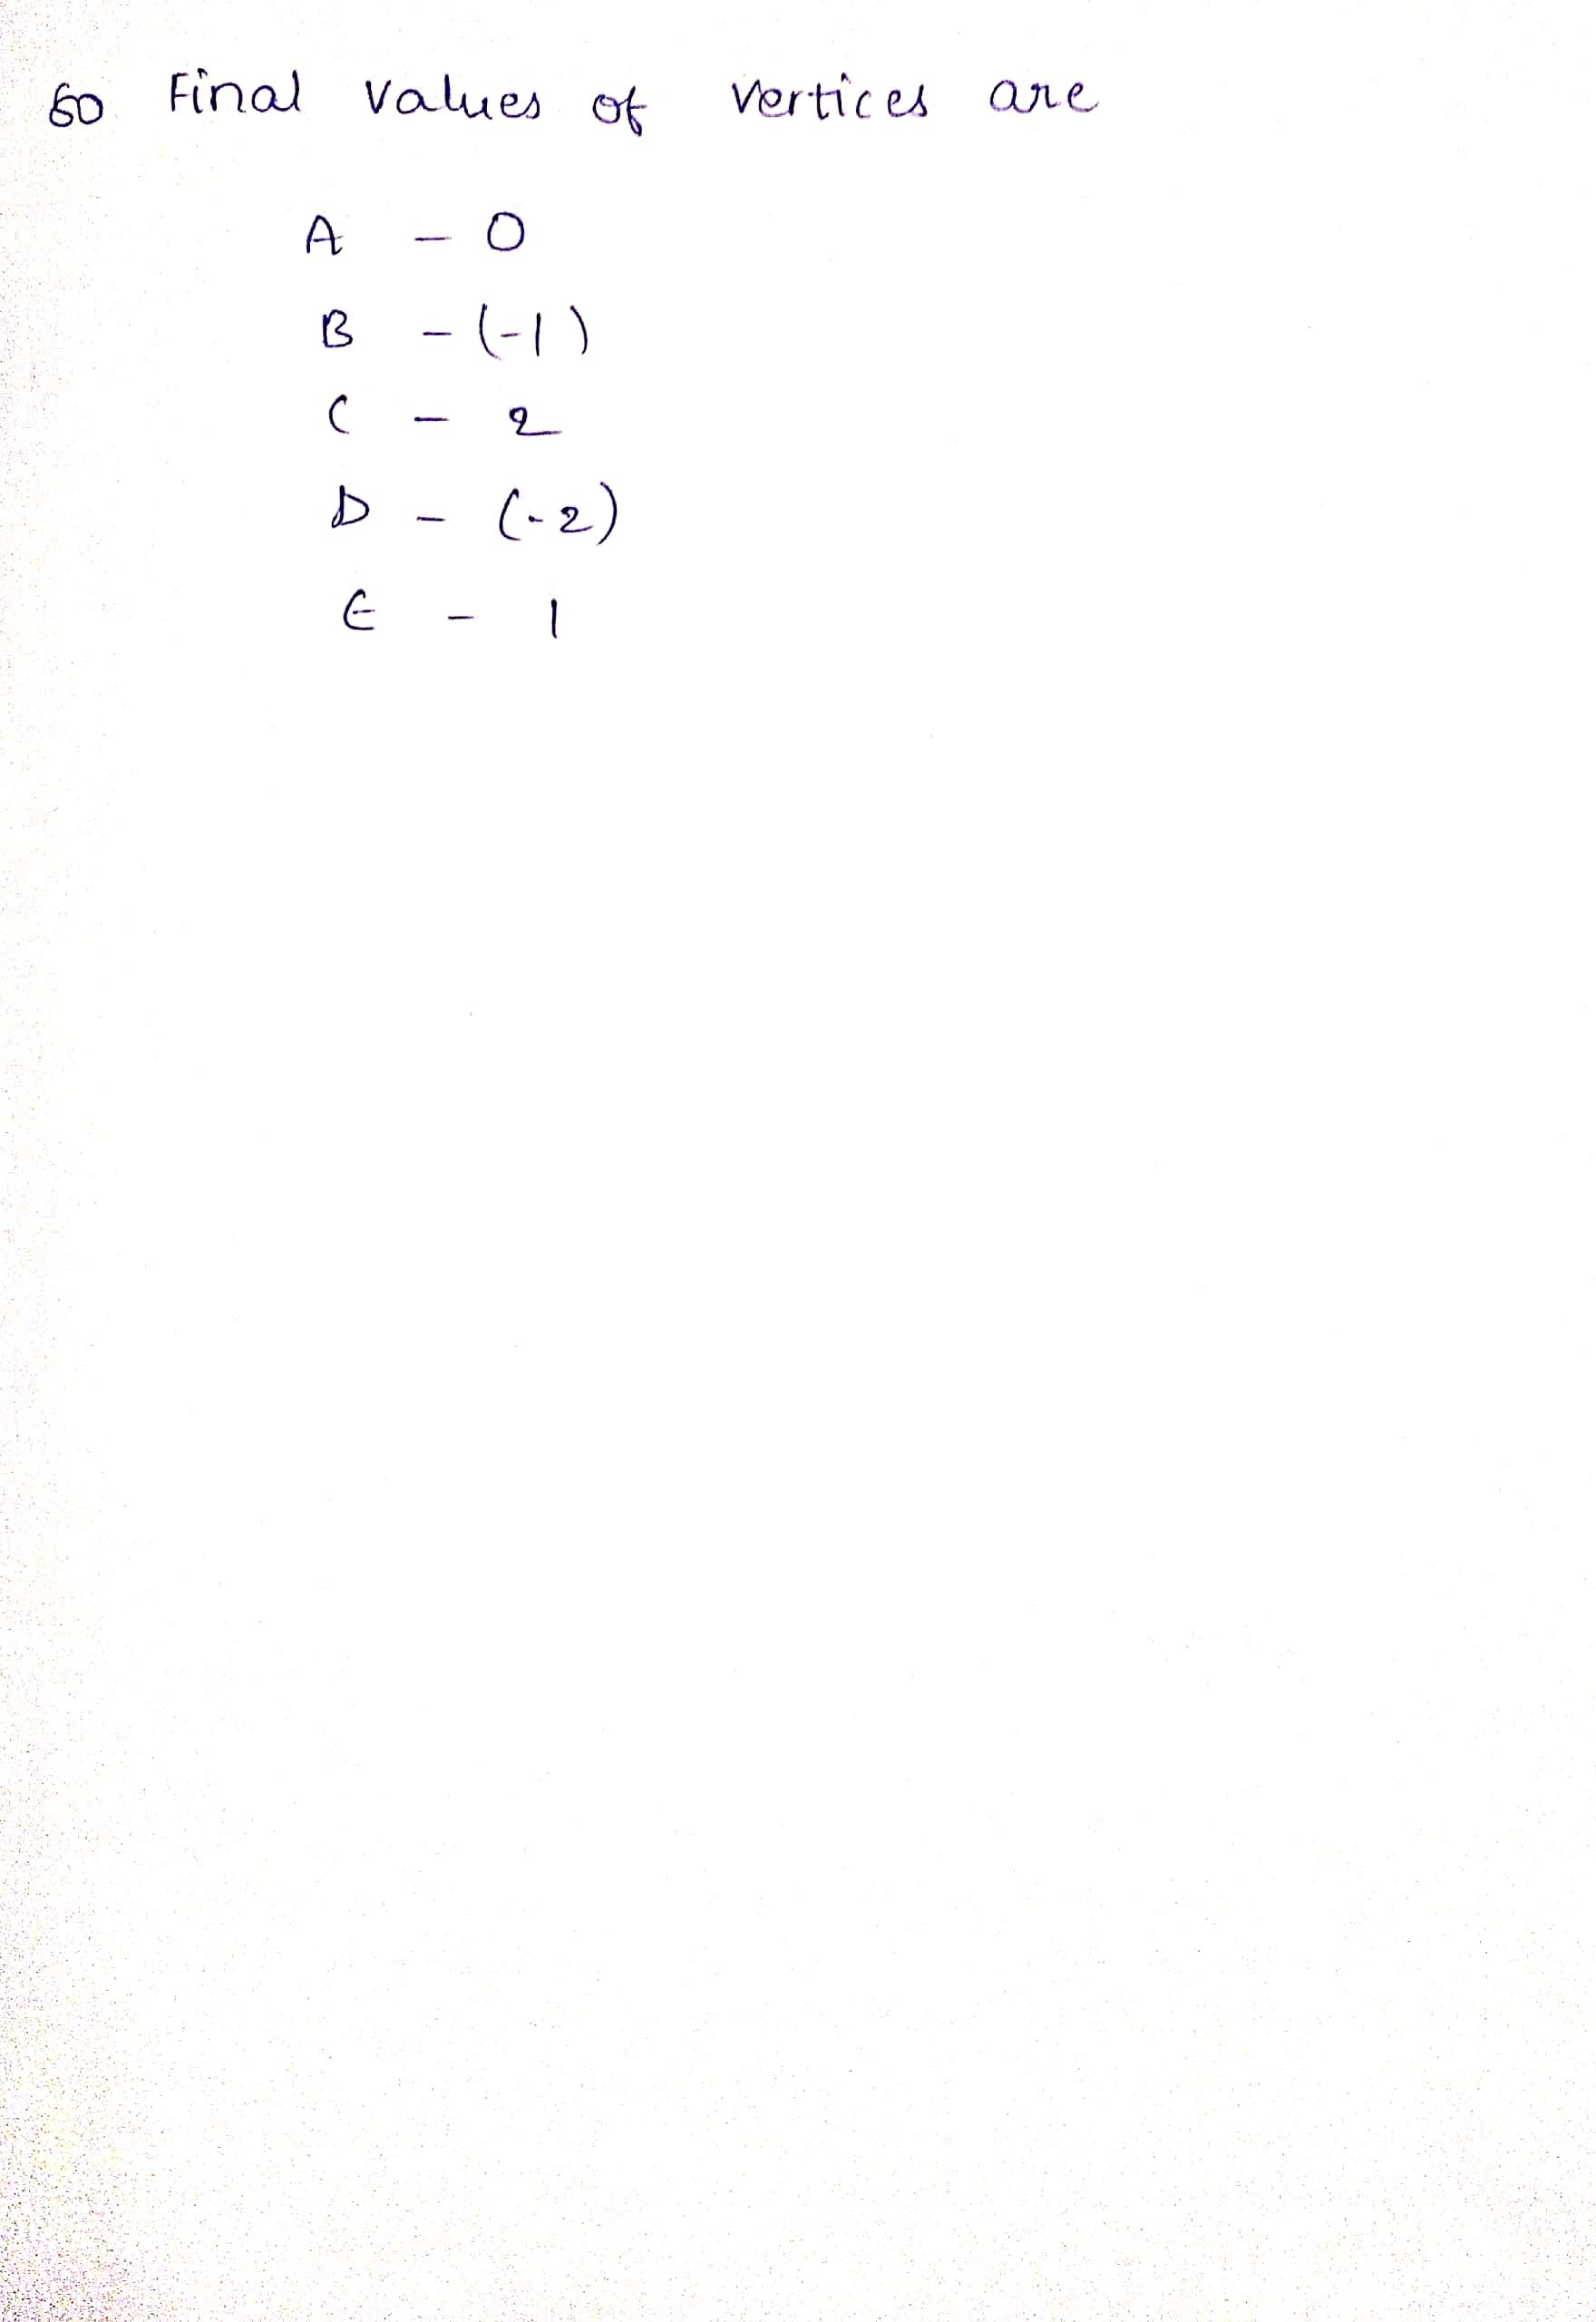 So Final values of vertices are
A - 0
B - (-1)
C - 2
D - (-2)
E - 1